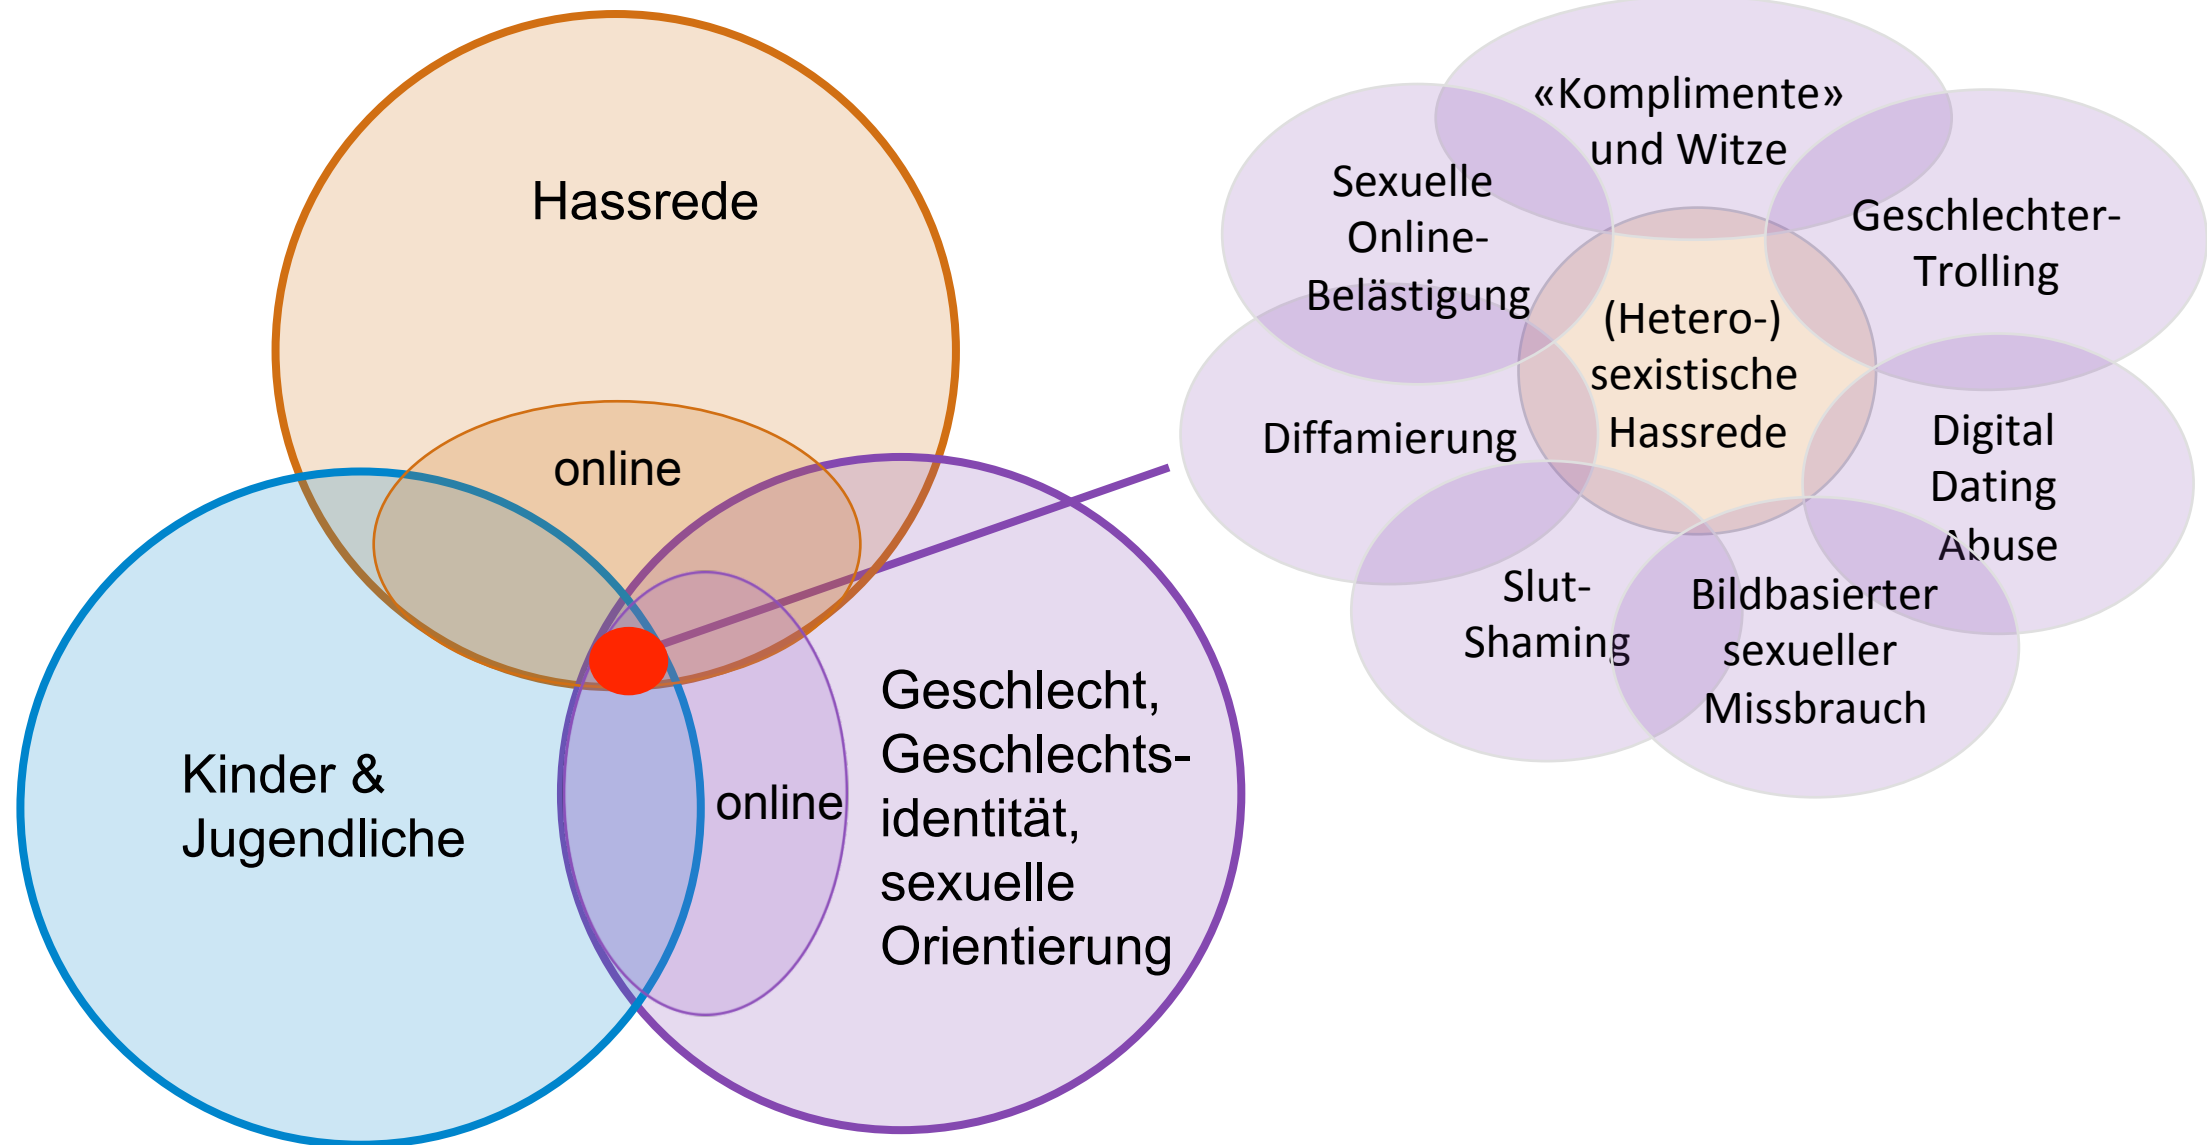 Hassrede
online
Kinder &
Jugendliche
online
Geschlecht,
Geschlechts-
identität,
sexuelle
Orientierung
«Komplimente»
und Witze
Geschlechter-
Trolling
Digital
Dating
Abuse
Bildbasierter
sexueller
Missbrauch
Slut-
Shaming
Diffamierung
Sexuelle
Online-
Belästigung
(Hetero-)
sexistische
Hassrede